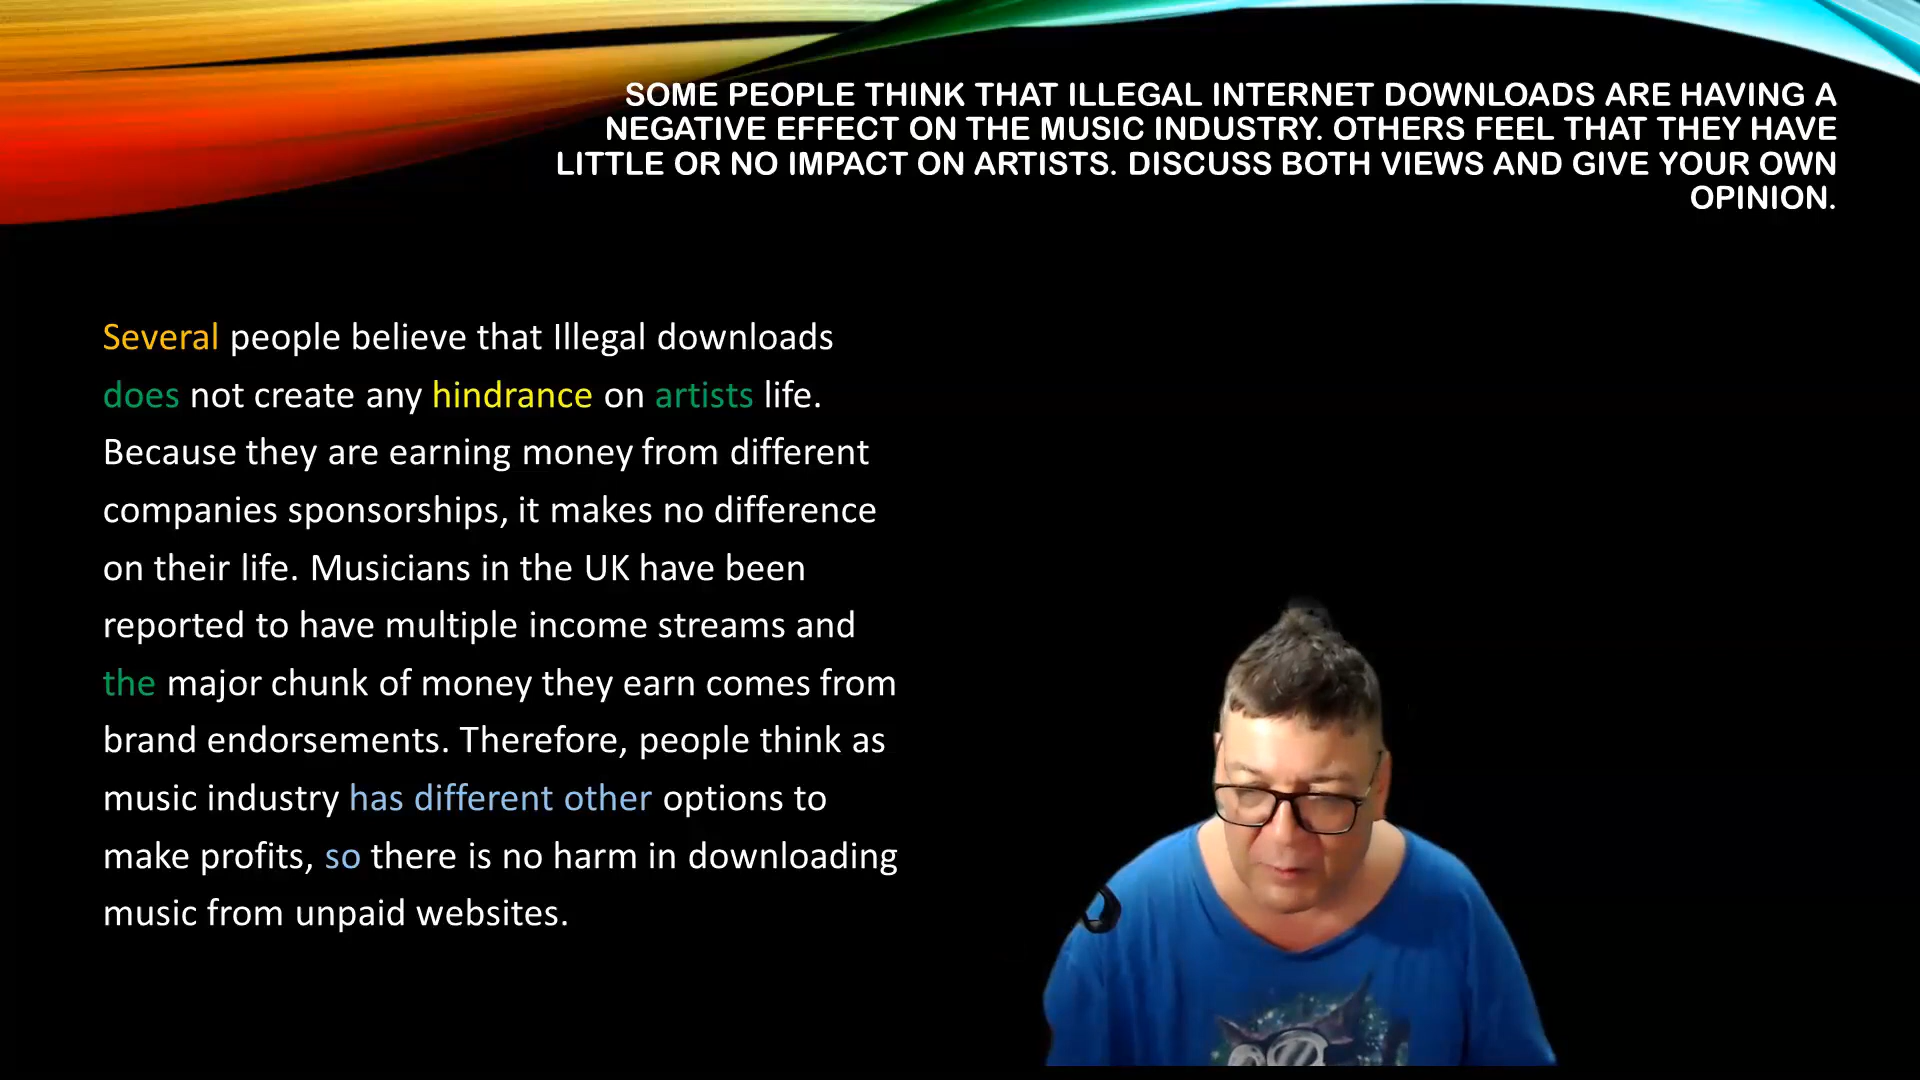 SOME PEOPLE THINK THAT ILLEGAL INTERNET DOWNLOADS ARE HAVING A
NEGATIVE EFFECT ON THE MUSIC INDUSTRY. OTHERS FEEL THAT THEY HAVE
LITTLE OR NO IMPACT ON ARTISTS. DISCUSS BOTH VIEWS AND GIVE YOUR OWN
OPINION.
Several people believe that Illegal downloads
does not create any hindrance on artists life.
Because they are earning money from different
companies sponsorships, it makes no difference
on their life. Musicians in the UK have been
reported to have multiple income streams and
the major chunk of money they earn comes from
brand endorsements. Therefore, people think as
music industry has different other options to
make profits, so there is no harm in downloading
music from unpaid websites.